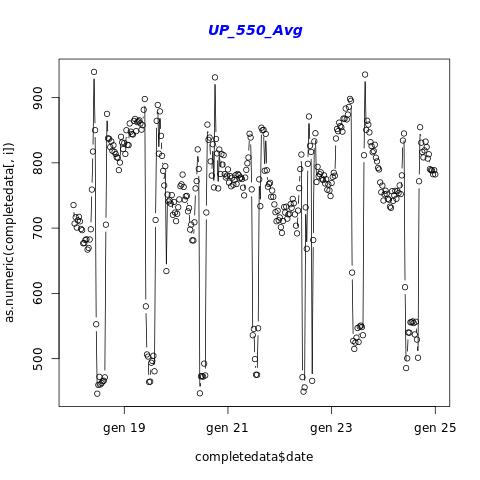 UP_550_Avg
as.numeric(completedata[, i])
900
800
700
600
500
gen 19
gen 21
gen 23
gen 25
completedata$date